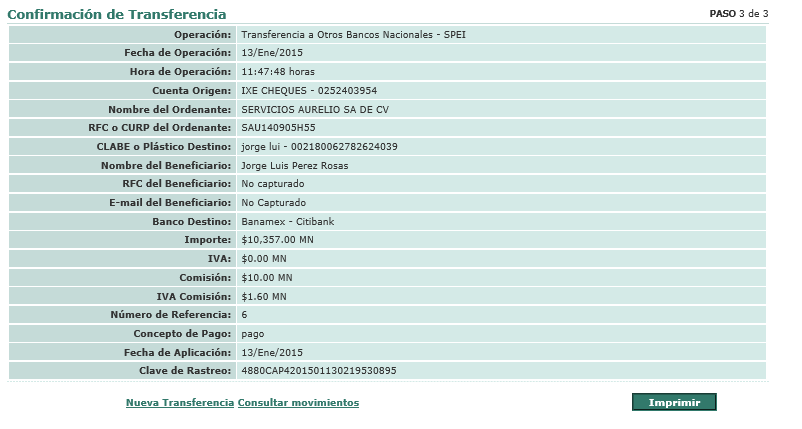 Confirmación de Transferencia PASO 3 de 3
Operación: Transferencia a Otros Bancos Nacionales - SPEI
Fecha de Operación: 13/Ene/2015
Hora de Operación: 11:47:48 horas
Cuenta Origen: IXE CHEQUES - 0252403954
Nombre del Ordenante: SERVICIOS AURELIO SA DE CV
RFC o CURP del Ordenante: SAU140905H55
CLABE o Plástico Destino: jorge lui - 002180062782624039
Nombre del Beneficiario: Jorge Luis Perez Rosas
RFC del Beneficiario: No capturado
E-mail del Beneficiario: No Capturado
Banco Destino: Banamex - Citibank
Importe: $10,357.00 MN
IVA: $0.00 MN
Comisión: $10.00 MN
IVA Comisión: $1.60 MN
Número de Referencia: 6
Concepto de Pago: pago
Fecha de Aplicación: 13/Ene/2015
Clave de Rastreo: 4880CAP4201501130219530895
Nueva Transferencia Consultar movimientos Imprimir